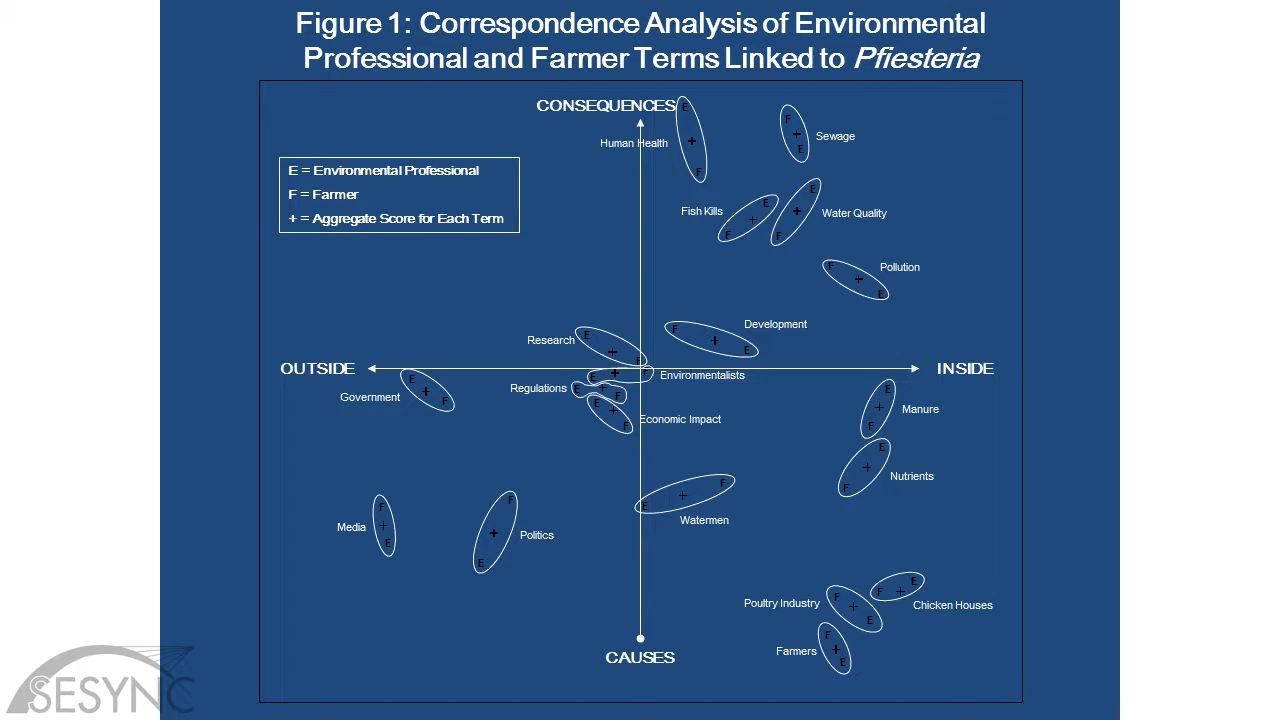 Figure 1: Correspondence Analysis of Environmental
Professional and Farmer Terms Linked to Pfiesteria
CONSEQUENCES
E
F
Human Health
+
Sewage
E
F
E = Environmental Professional
F = Farmer
+ = Aggregate Score for Each Term
E
E
Fish Kills
+
+
Water Quality
F
F
F
Pollution
+
E
F
Development
E
Research
+
+
E
F
OUTSIDE
INSIDE
E
+
F
Environmentalists
E
E
Government
+
F
Regulations
E
+
F
+
Manure
F
E
+
Economic Impact
F
E
+
Nutrients
F
F
+
E
Watermen
F
F
Media
+
+
Politics
E
E
E
Poultry Industry
F
+
F
+
Chicken Houses
E
CAUSES
F
Farmers
+
E
SESYNC